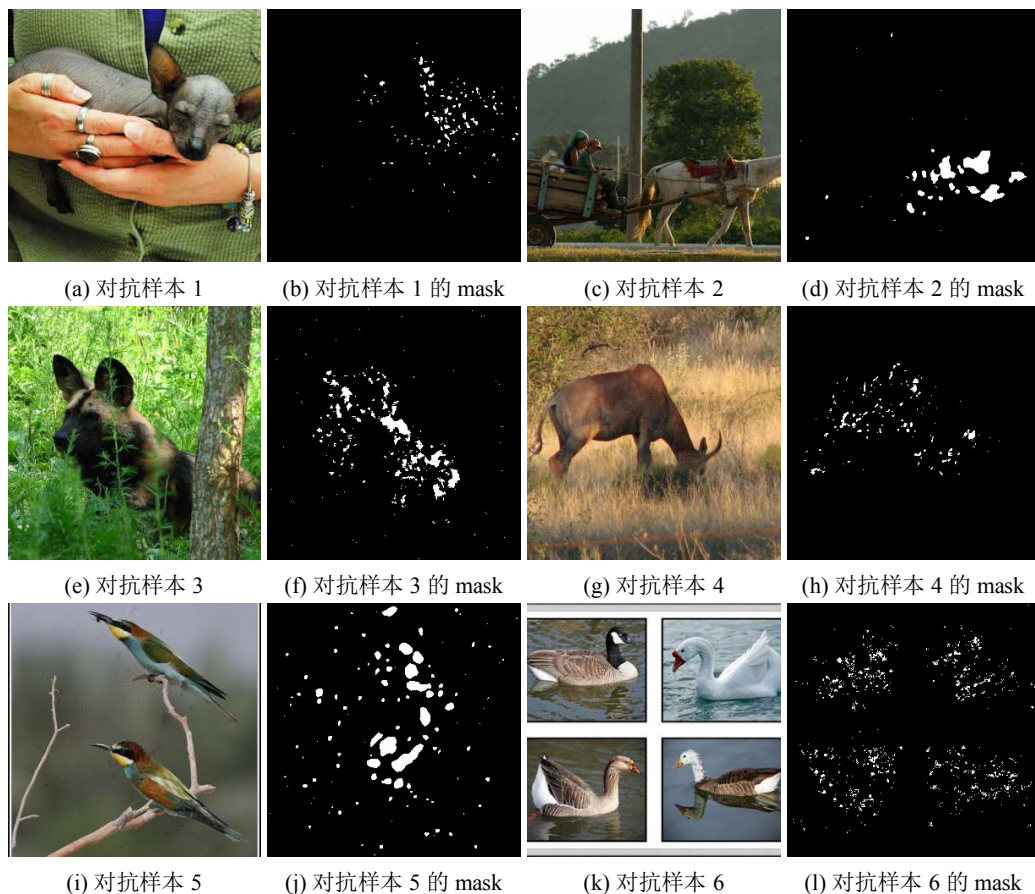 (a) 对抗样本 1 (b) 对抗样本 1 的 mask (c) 对抗样本 2 (d) 对抗样本 2 的 mask
(e) 对抗样本 3 (f) 对抗样本 3 的 mask (g) 对抗样本 4 (h) 对抗样本 4 的 mask
(i) 对抗样本 5 (j) 对抗样本 5 的 mask (k) 对抗样本 6 (l) 对抗样本 6 的 mask